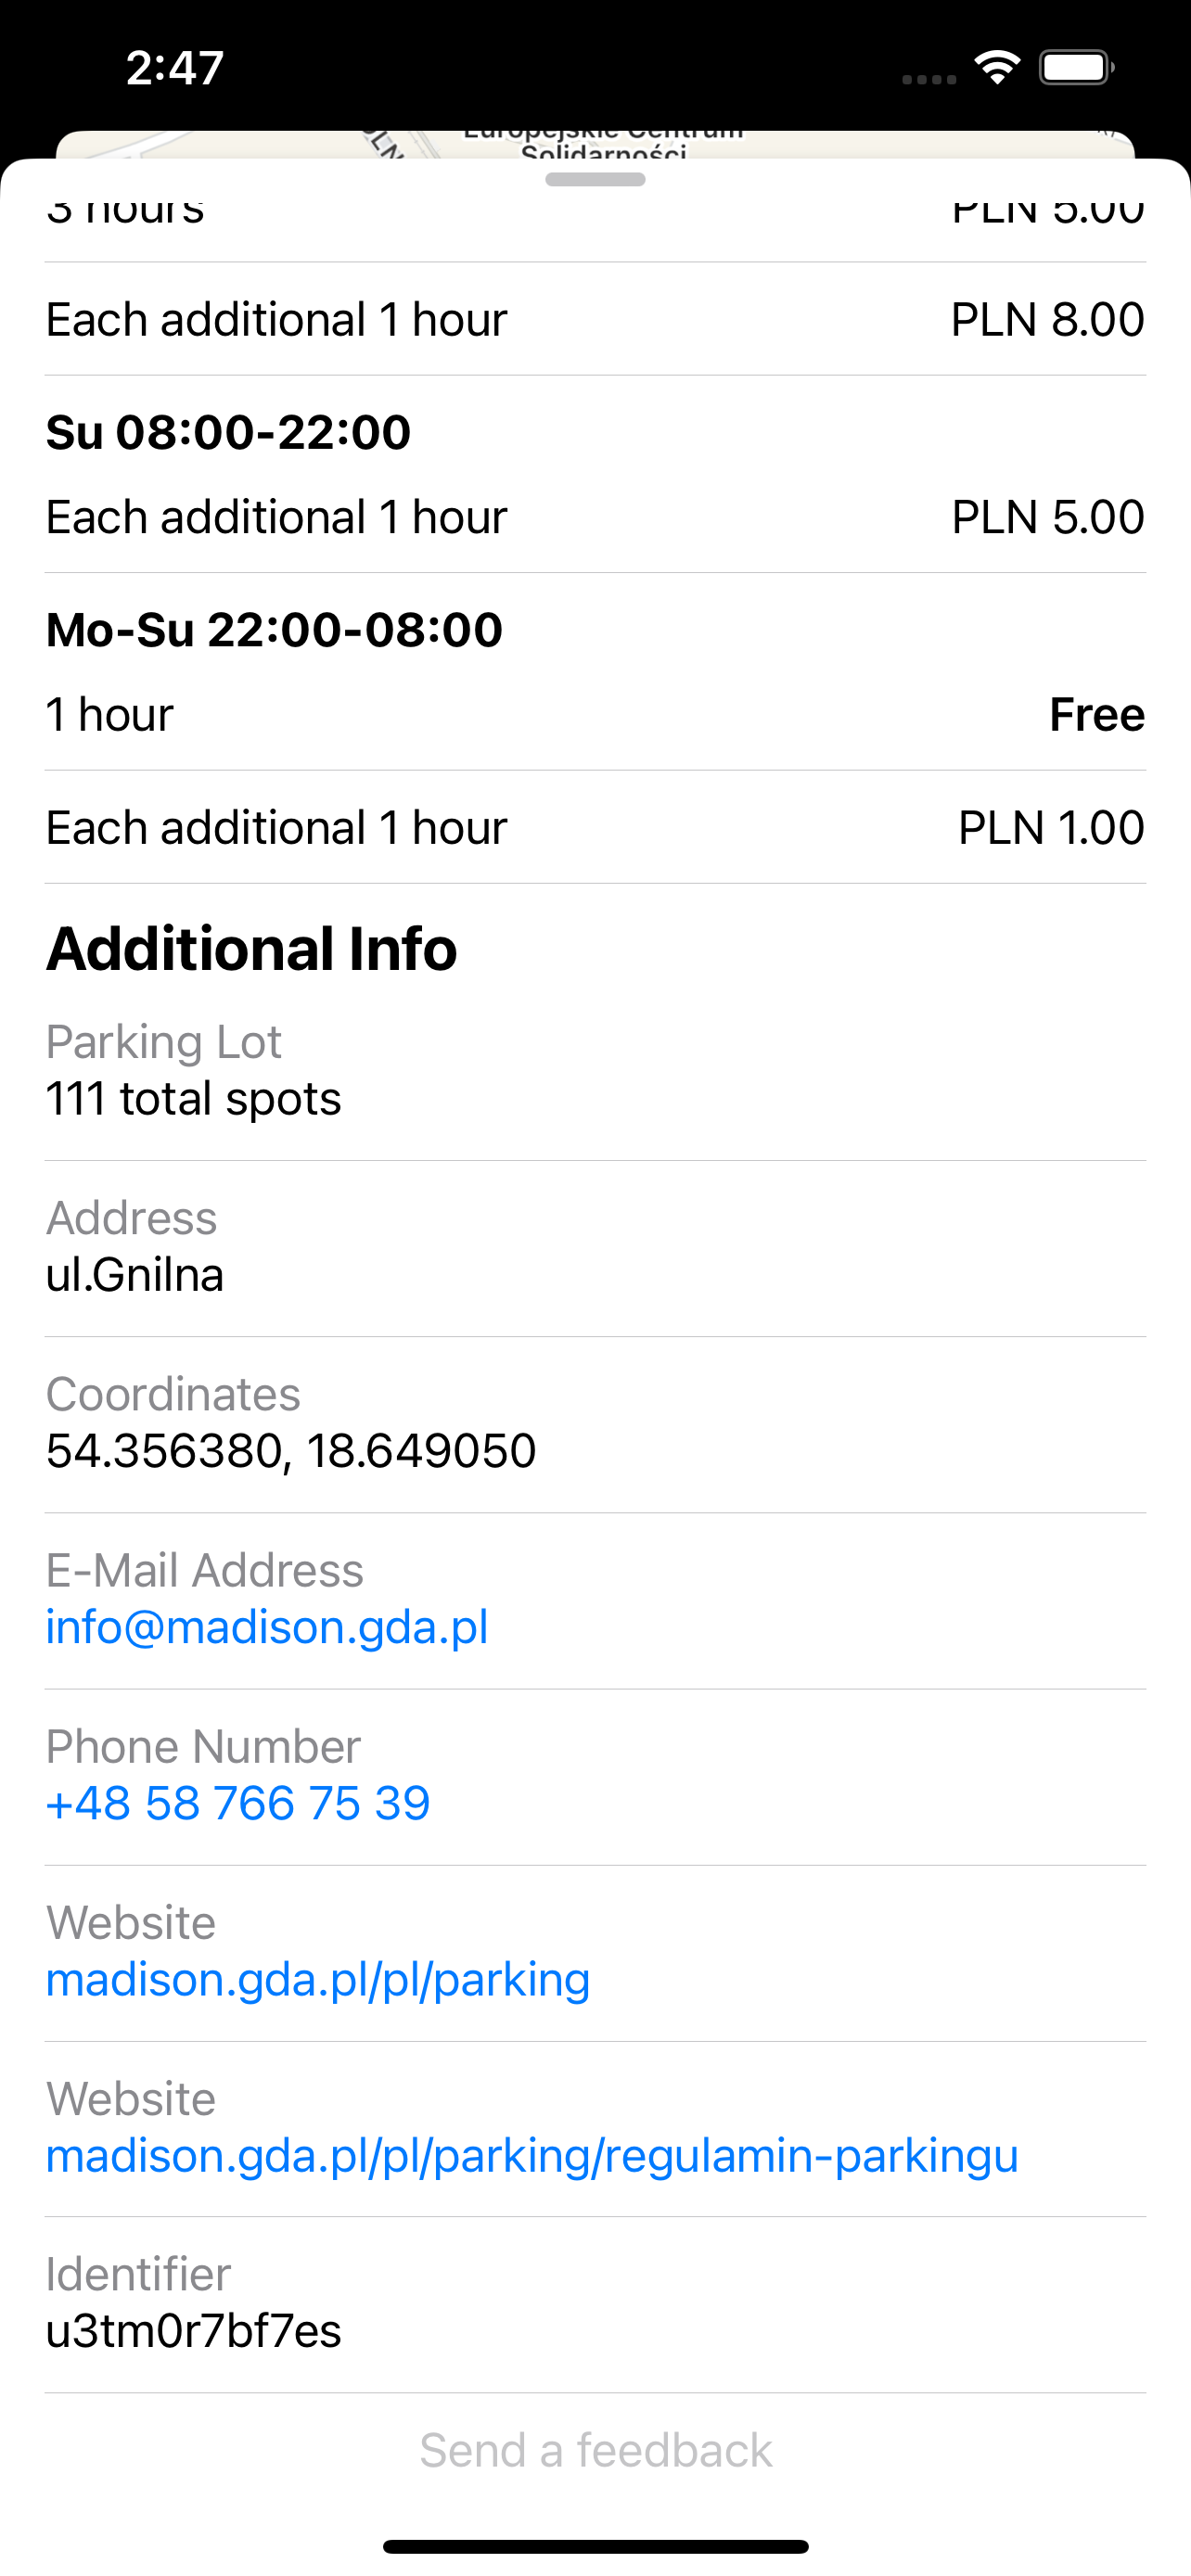 2:47
Europejskie Centrum
Solidarności
3 hours PLN 5.00
Each additional 1 hour PLN 8.00
Su 08:00-22:00
Each additional 1 hour PLN 5.00
Mo-Su 22:00-08:00
1 hour Free
Each additional 1 hour PLN 1.00
Additional Info
Parking Lot
111 total spots
Address
ul.Gnilna
Coordinates
54.356380, 18.649050
E-Mail Address
info@madison.gda.pl
Phone Number
+48 58 766 75 39
Website
madison.gda.pl/pl/parking
Website
madison.gda.pl/pl/parking/regulamin-parkingu
Identifier
u3tm0r7bf7es
Send a feedback